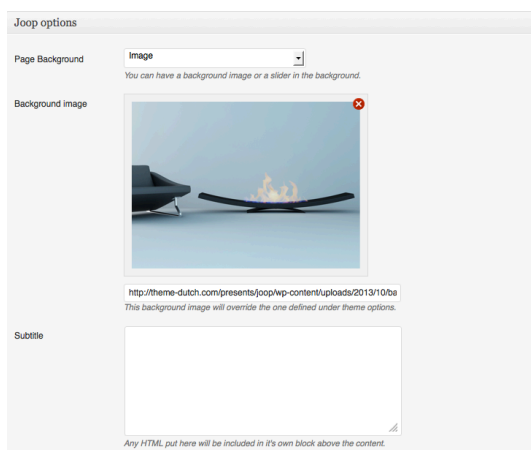 Joop options
Page Background
Image
You can have a background image or a slider in the background.
Background image
http://theme-dutch.com/presents/joop/wp-content/uploads/2013/10/ba
This background image will override the one defined under theme options.
Subtitle
Any HTML put here will be included in it's own block above the content.